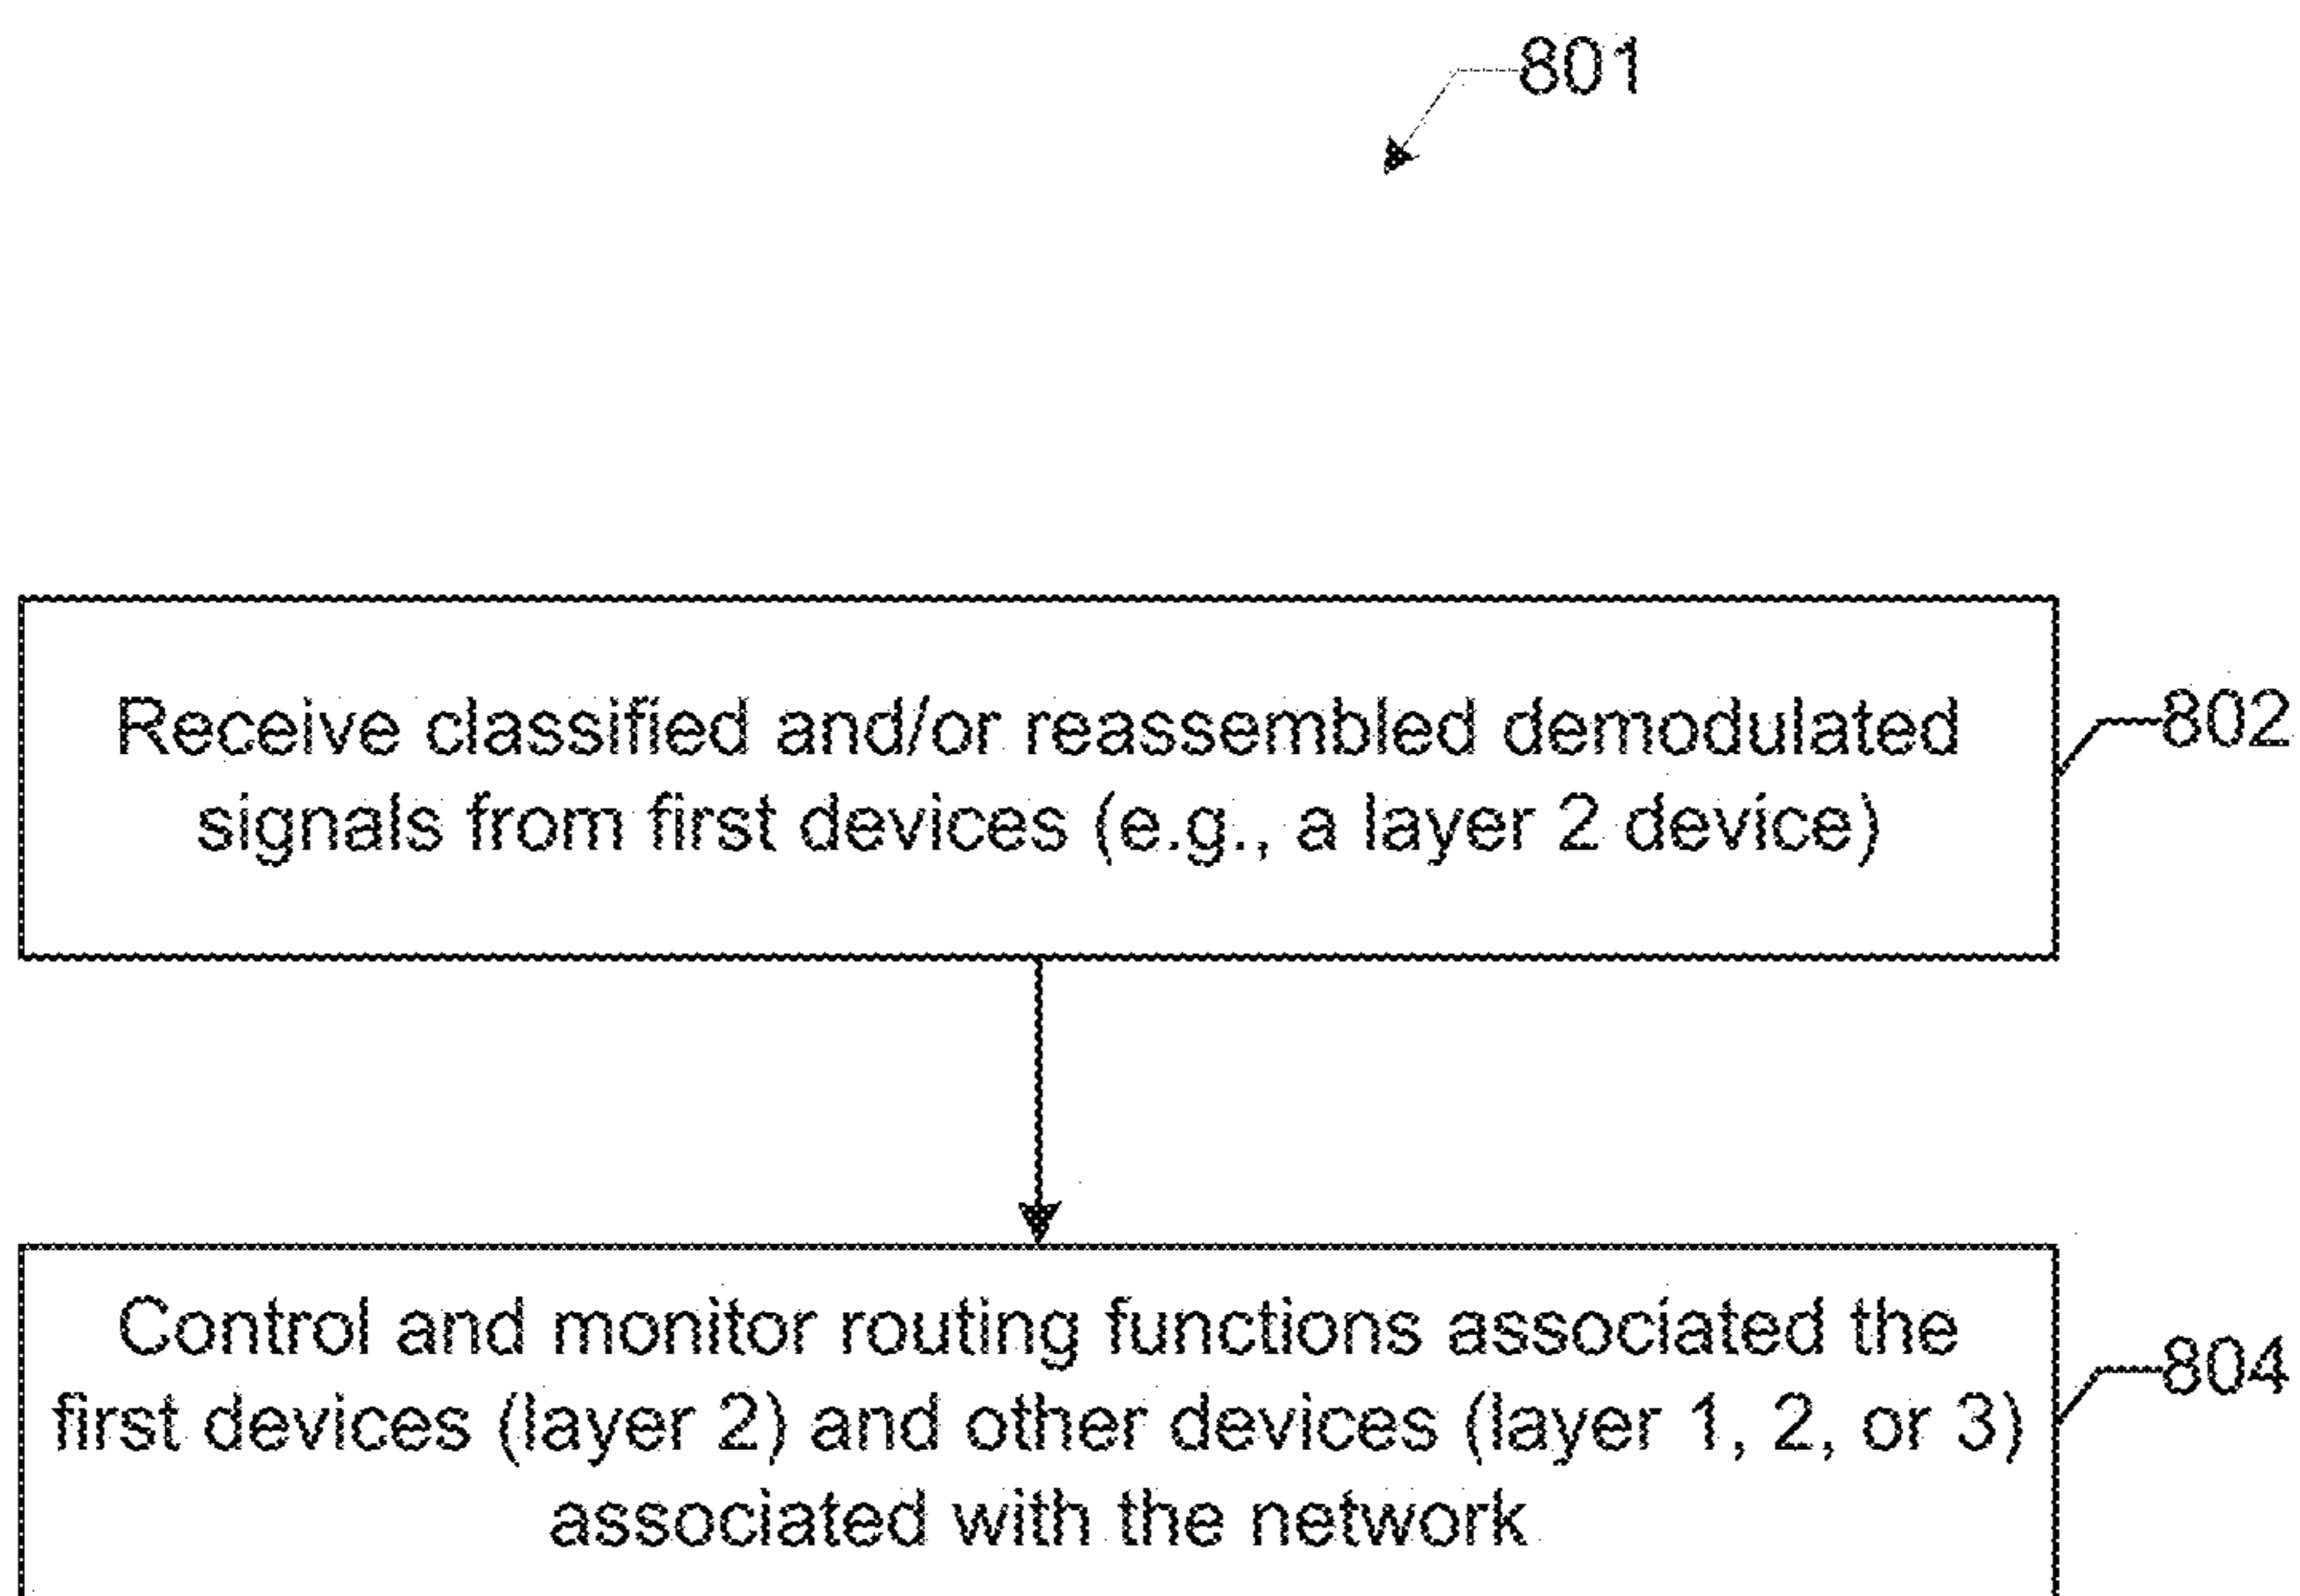 801
Receive classified and/or reassembled demodulated
signals from first devices (e.g., a layer 2 device)
802
Control and monitor routing functions associated the
first devices (layer 2) and other devices (layer 1, 2, or 3)
associated with the network
804